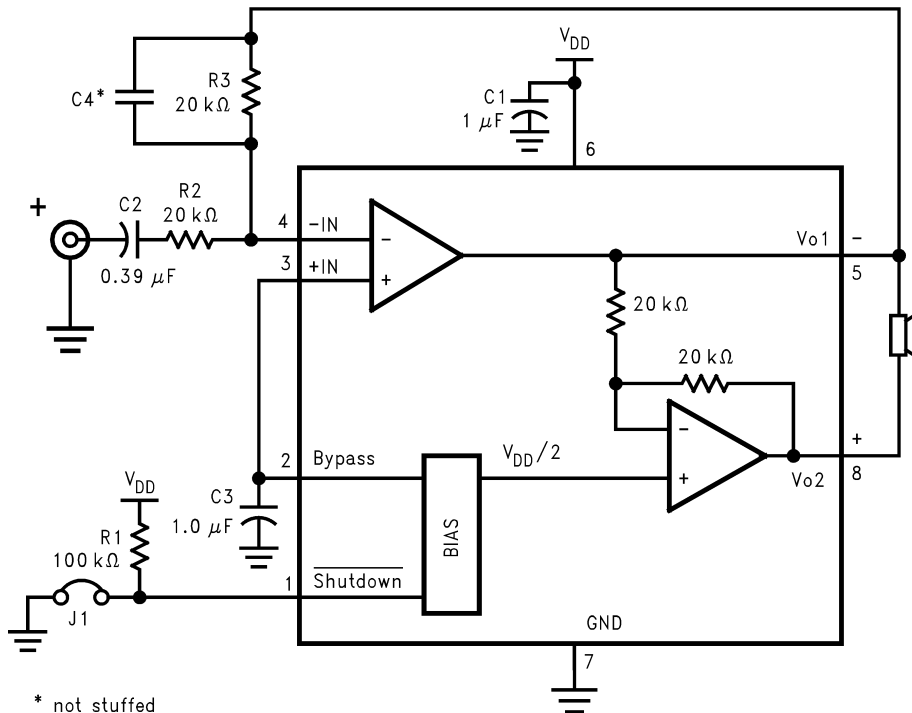 V_DD
R3
C4*
20 kΩ
C1
1 μF
6
R2
20 kΩ
+
C2
0.39 μF
4
-IN
-
3
+IN
+
Vo1
-
5
20 kΩ
20 kΩ
-
+
Vo2
+
8
2
Bypass
V_DD/2
C3
1.0 μF
BIAS
V_DD
R1
100 kΩ
1
Shutdown
J1
GND
7
* not stuffed